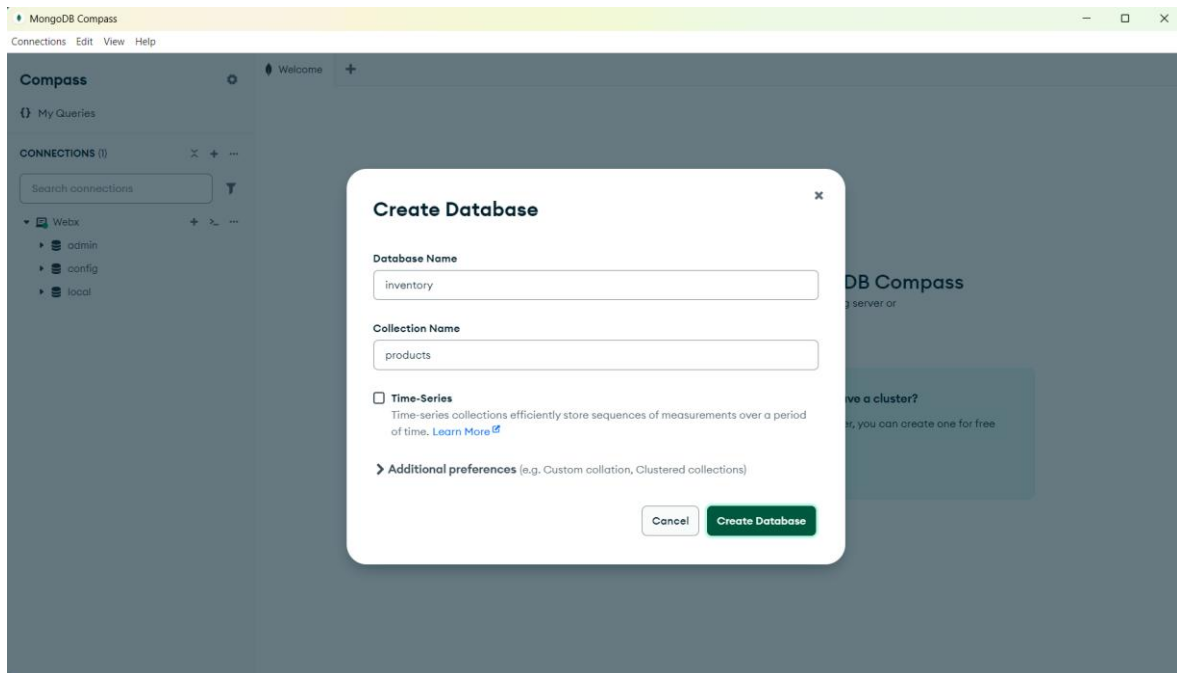 MongoDB Compass
Connections Edit View Help
Compass
Welcome
{} My Queries
CONNECTIONS (1)
Search connections
Webx
admin
config
local
Create Database
Database Name
inventory
Collection Name
products
Time-Series
Time-series collections efficiently store sequences of measurements over a period
of time. Learn More
Additional preferences (e.g. Custom collation, Clustered collections)
Cancel
Create Database
DB Compass
server or
a cluster?
, you can create one for free